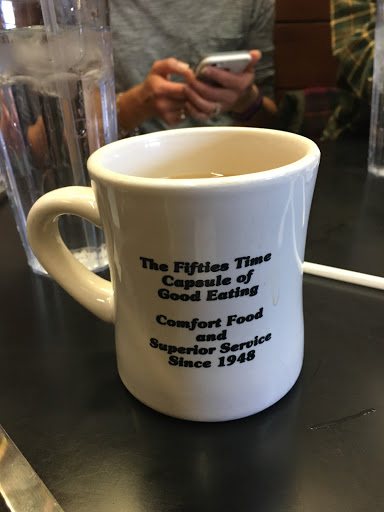 The Fifties Time
Capsule of
Good Eating
Comfort Food
and
Superior Service
Since 1948